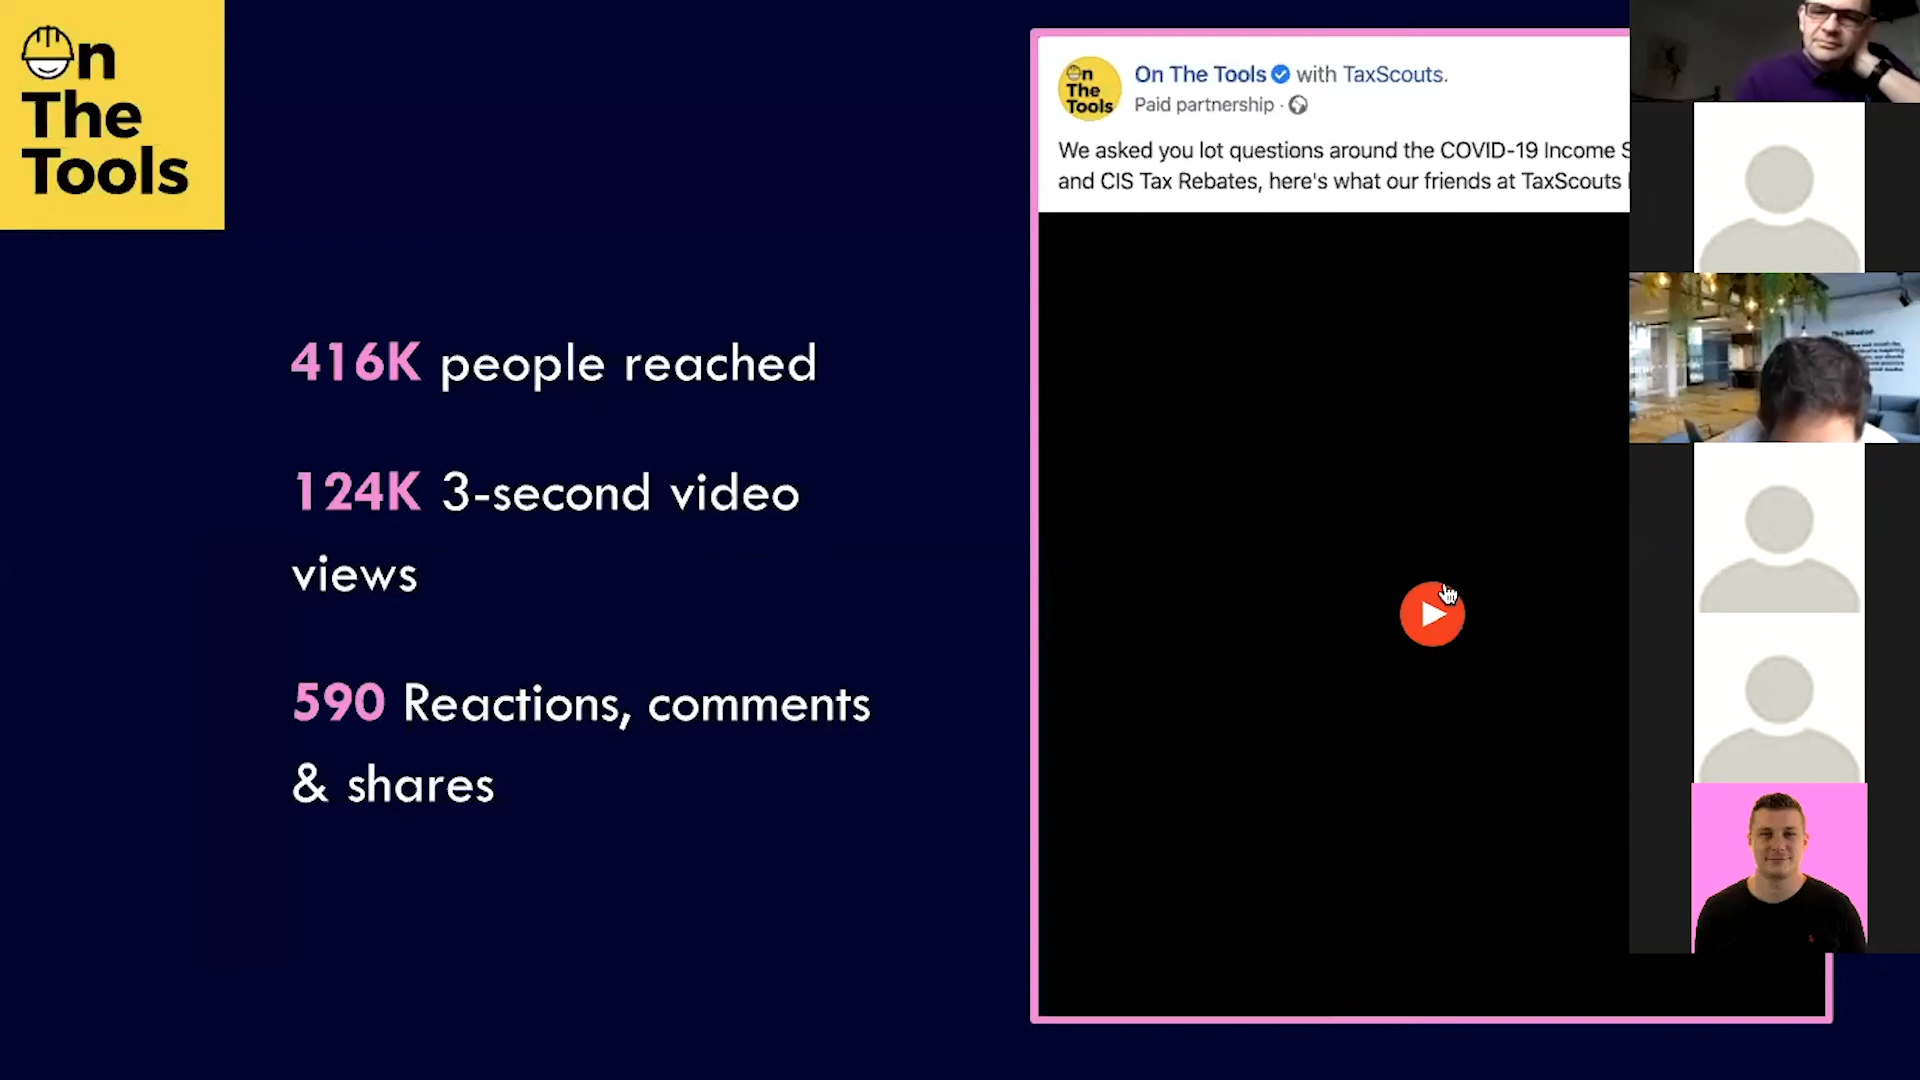 On
The
Tools
416K people reached
124K 3-second video
views
590 Reactions, comments
& shares
On
The
Tools
On The Tools with TaxScouts.
Paid partnership ·
We asked you lot questions around the COVID-19 Income
and CIS Tax Rebates, here's what our friends at TaxScouts
The Mission